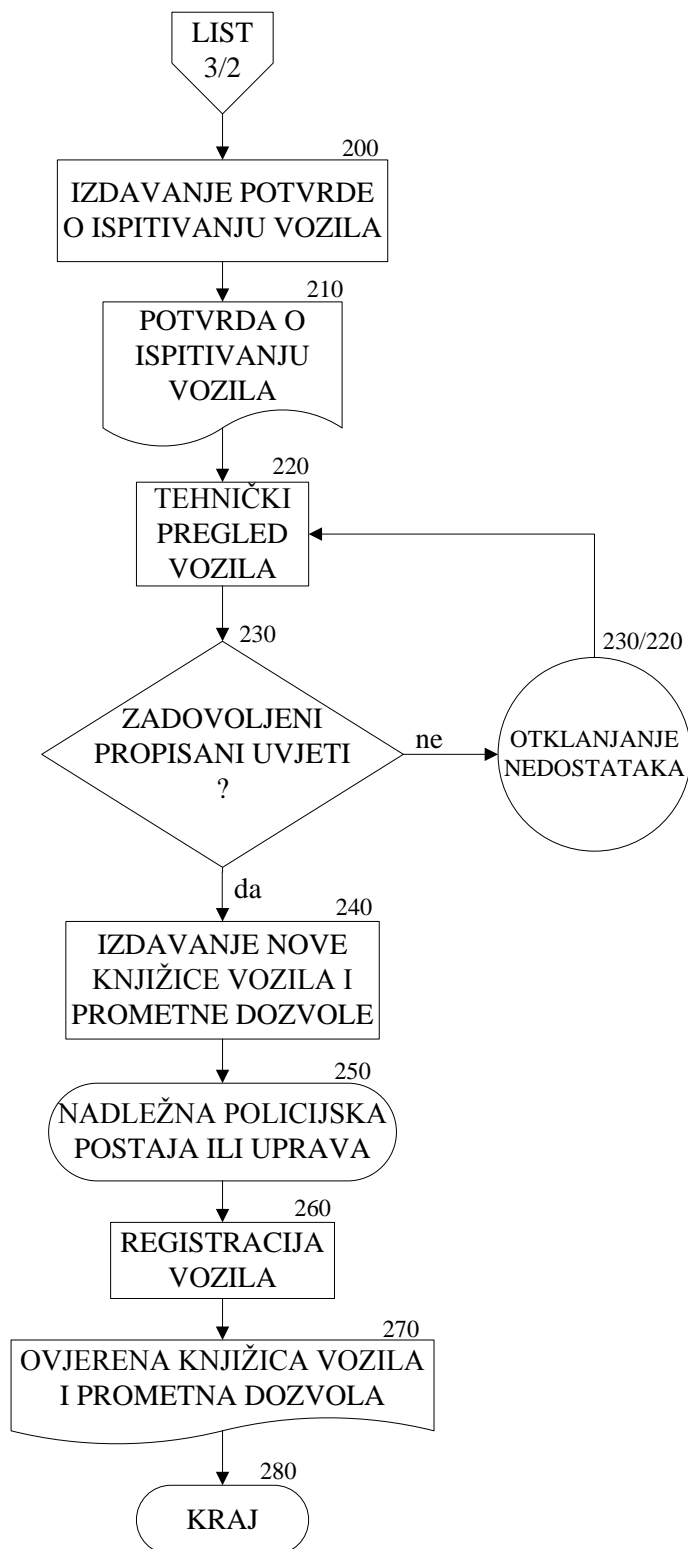 LIST
3/2
200
IZDAVANJE POTVRDE
O ISPITIVANJU VOZILA
210
POTVRDA O
ISPITIVANJU
VOZILA
220
TEHNIČKI
PREGLED
VOZILA
230
ZADOVOLJENI
PROPISANI UVJETI
?
ne
230/220
OTKLANJANJE
NEDOSTATAKA
da
240
IZDAVANJE NOVE
KNJIŽICE VOZILA I
PROMETNE DOZVOLE
250
NADLEŽNA POLICIJSKA
POSTAJA ILI UPRAVA
260
REGISTRACIJA
VOZILA
270
OVJERENA KNJIŽICA VOZILA
I PROMETNA DOZVOLA
280
KRAJ